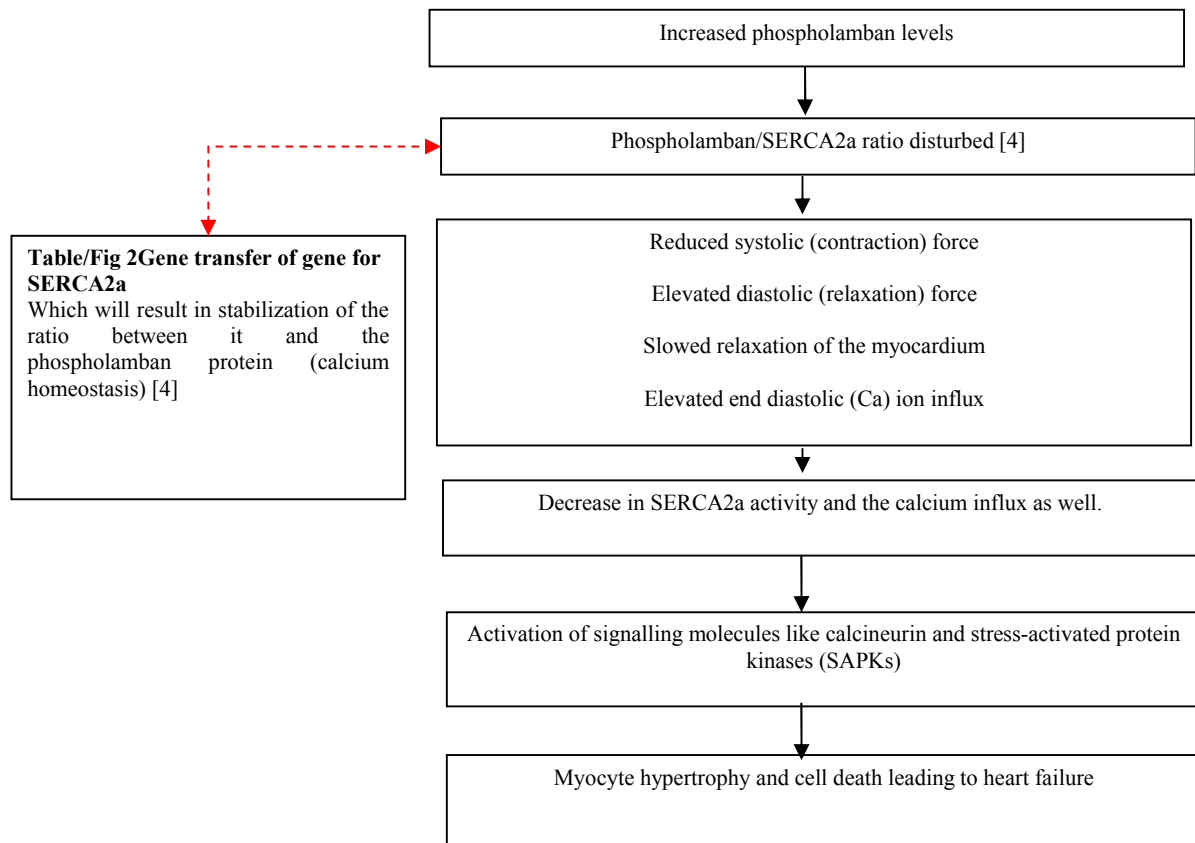 Increased phospholamban levels
Phospholamban/SERCA2a ratio disturbed [4]
Table/Fig 2Gene transfer of gene for
SERCA2a
Which will result in stabilization of the
ratio between it and the
phospholamban protein (calcium
homeostasis) [4]
Reduced systolic (contraction) force
Elevated diastolic (relaxation) force
Slowed relaxation of the myocardium
Elevated end diastolic (Ca) ion influx
Decrease in SERCA2a activity and the calcium influx as well.
Activation of signalling molecules like calcineurin and stress-activated protein
kinases (SAPKs)
Myocyte hypertrophy and cell death leading to heart failure